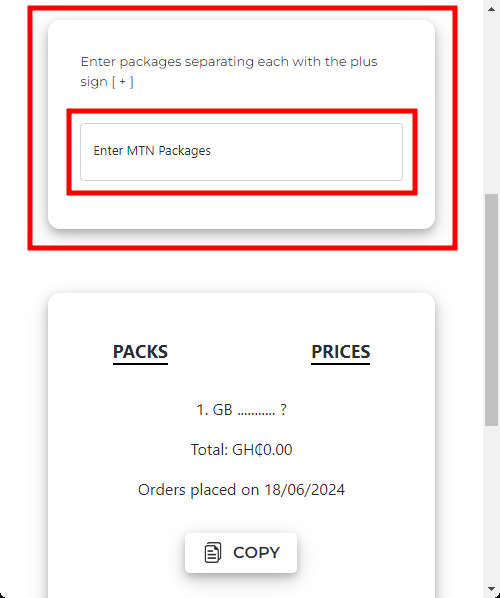 Enter packages separating each with the plus
sign [ + ]
Enter MTN Packages
PACKS PRICES
1. GB ........... ?
Total: GH₵0.00
Orders placed on 18/06/2024
COPY